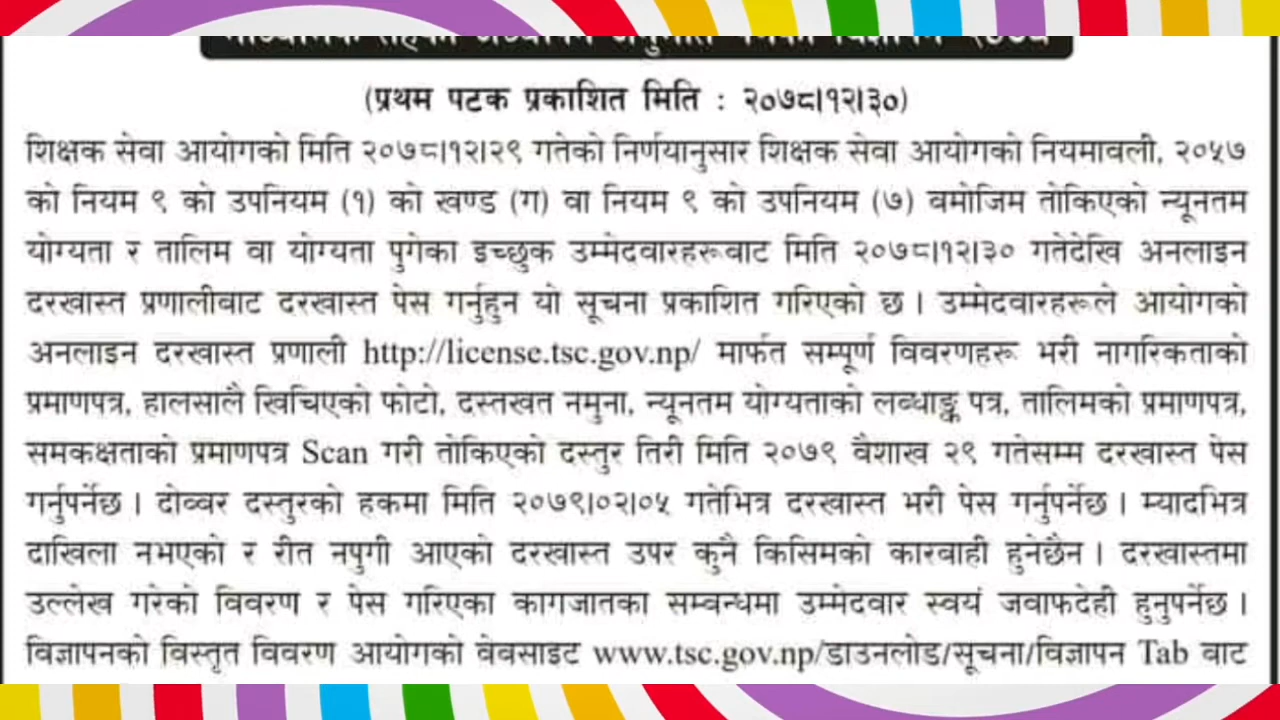 (प्रथम पटक प्रकाशित मिति : २०७८।१२।३०)
शिक्षक सेवा आयोगको मिति २०७८।१२।२९ गतेको निर्णयानुसार शिक्षक सेवा आयोगको नियमावली, २०५७
को नियम ९ को उपनियम (१) को खण्ड (ग) वा नियम ९ को उपनियम (७) बमोजिम तोकिएको न्यूनतम
योग्यता र तालिम वा योग्यता पुगेका इच्छुक उम्मेदवारहरूबाट मिति २०७८।१२।३० गतेदेखि अनलाइन
दरखास्त प्रणालीबाट दरखास्त पेस गर्नुहुन यो सूचना प्रकाशित गरिएको छ । उम्मेदवारहरूले आयोगको
अनलाइन दरखास्त प्रणाली http://license.tsc.gov.np/ मार्फत सम्पूर्ण विवरणहरू भरी नागरिकताको
प्रमाणपत्र, हालसालै खिचिएको फोटो, दस्तखत नमुना, न्यूनतम योग्यताको लब्धाङ्क पत्र, तालिमको प्रमाणपत्र,
समकक्षताको प्रमाणपत्र Scan गरी तोकिएको दस्तुर तिरी मिति २०७९ बैशाख २९ गतेसम्म दरखास्त पेस
गर्नुपर्नेछ । दोब्बर दस्तुरको हकमा मिति २०७९।०२।०५ गतेभित्र दरखास्त भरी पेस गर्नुपर्नेछ । म्यादभित्र
दाखिला नभएको र रीत नपुगी आएको दरखास्त उपर कुनै किसिमको कारबाही हुनेछैन । दरखास्तमा
उल्लेख गरेको विवरण र पेस गरिएका कागजातका सम्बन्धमा उम्मेदवार स्वयं जवाफदेही हुनुपर्नेछ ।
विज्ञापनको विस्तृत विवरण आयोगको वेबसाइट www.tsc.gov.np/डाउनलोड/सूचना/विज्ञापन Tab बाट